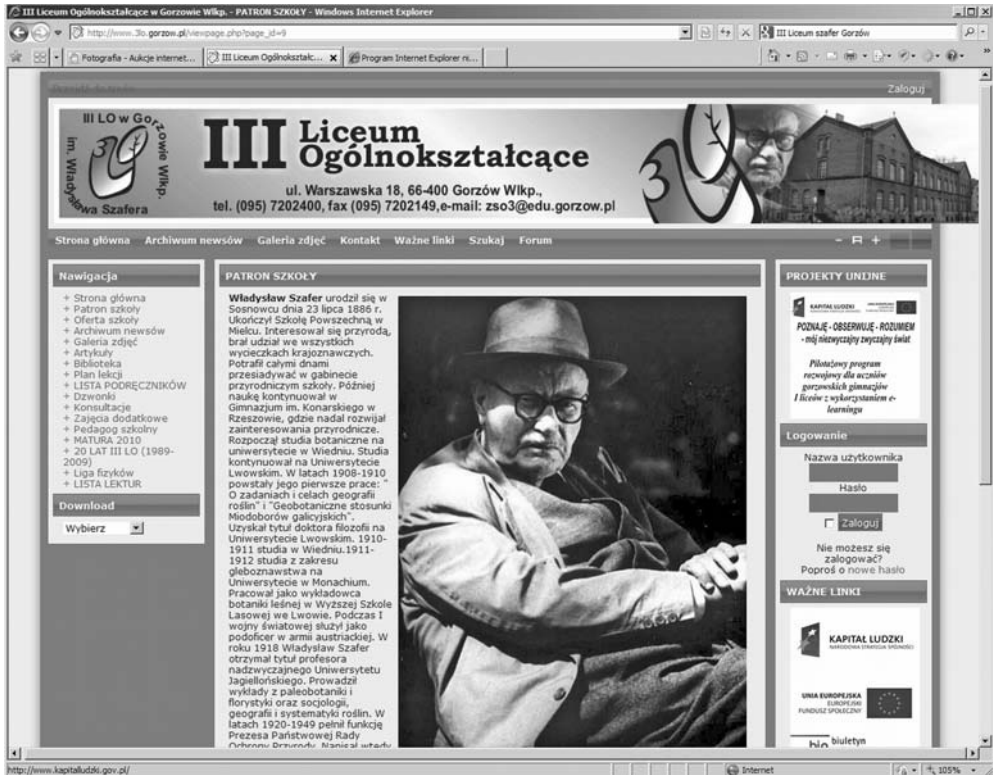 III Liceum Ogólnokształcące w Gorzowie Wlkp. - PATRON SZKOŁY - Windows Internet Explorer
http://www.3lo.gorzow.pl/viewpage.php?page_id=9
III Liceum szafer Gorzów
Fotografia - Aukcje internet...
III Liceum Ogólnokształc...
Program Internet Explorer ni...
Zaloguj
III LO w Gorzowie Wlkp.
im. Władysława Szafera
III Liceum
Ogólnokształcące
ul. Warszawska 18, 66-400 Gorzów Wlkp.,
tel. (095) 7202400, fax (095) 7202149,e-mail: zso3@edu.gorzow.pl
Strona główna Archiwum newsów Galeria zdjęć Kontakt Ważne linki Szukaj Forum
Nawigacja
+ Strona główna
+ Patron szkoły
+ Oferta szkoły
+ Archiwum newsów
+ Galeria zdjęć
+ Artykuły
+ Biblioteka
+ Plan lekcji
+ LISTA PODRĘCZNIKÓW
+ Dzwonki
+ Konsultacje
+ Zajęcia dodatkowe
+ Pedagog szkolny
+ MATURA 2010
+ 20 LAT III LO (1989-
2009)
+ Liga fizyków
+ LISTA LEKTUR
Download
Wybierz
PATRON SZKOŁY
Władysław Szafer urodził się w
Sosnowcu dnia 23 lipca 1886 r.
Ukończył Szkołę Powszechną w
Mielcu. Interesował się przyrodą,
brał udział we wszystkich
wycieczkach krajoznawczych.
Potrafił całymi dnami
przesiadywać w gabinecie
przyrodniczym szkoły. Później
naukę kontynuował w
Gimnazjum im. Konarskiego w
Rzeszowie, gdzie nadal rozwijał
zainteresowania przyrodnicze.
Rozpoczął studia botaniczne na
uniwersytecie w Wiedniu. Studia
kontynuował na Uniwersytecie
Lwowskim. W latach 1908-1910
powstały jego pierwsze prace: "
O zadaniach i celach geografii
roślin" i "Geobotaniczne stosunki
Miodoborów galicyjskich".
Uzyskał tytuł doktora filozofii na
Uniwersytecie Lwowskim. 1910-
1911 studia w Wiedniu.1911-
1912 studia z zakresu
gleboznawstwa na
Uniwersytecie w Monachium.
Pracował jako wykładowca
botaniki leśnej w Wyższej Szkole
Lasowej we Lwowie. Podczas I
wojny światowej służył jako
podoficer w armii austriackiej. W
roku 1918 Władysław Szafer
otrzymał tytuł profesora
nadzwyczajnego Uniwersytetu
Jagiellońskiego. Prowadził
wykłady z paleobotaniki i
florystyki oraz socjologii,
geografii i systematyki roślin. W
latach 1920-1949 pełnił funkcję
Prezesa Państwowej Rady
Ochrony Przyrody. Napisał wtedy
PROJEKTY UNIJNE
KAPITAŁ LUDZKI
POZNAJĘ - OBSERWUJĘ - ROZUMIEM
- mój niezwyczajny zwyczajny świat
Pilotażowy program
rozwojowy dla uczniów
gorzowskich gimnazjów
I liceów z wykorzystaniem e-
learningu
Logowanie
Nazwa użytkownika
Hasło
Zaloguj
Nie możesz się
zalogować?
Poproś o nowe hasło
WAŻNE LINKI
KAPITAŁ LUDZKI
NARODOWA STRATEGIA SPÓJNOŚCI
UNIA EUROPEJSKA
EUROPEJSKI
FUNDUSZ SPOŁECZNY
bip biuletyn
http://www.kapitalludzki.gov.pl/
Internet
105%